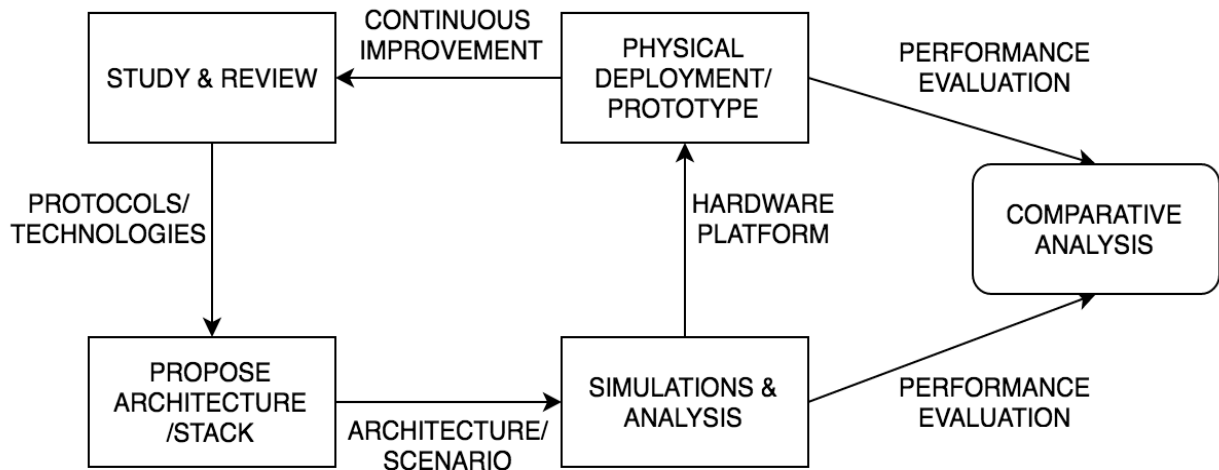 CONTINUOUS
IMPROVEMENT
STUDY & REVIEW
PHYSICAL
DEPLOYMENT/
PROTOTYPE
PERFORMANCE
EVALUATION
PROTOCOLS/
TECHNOLOGIES
HARDWARE
PLATFORM
COMPARATIVE
ANALYSIS
PROPOSE
ARCHITECTURE
/STACK
ARCHITECTURE/
SCENARIO
SIMULATIONS &
ANALYSIS
PERFORMANCE
EVALUATION